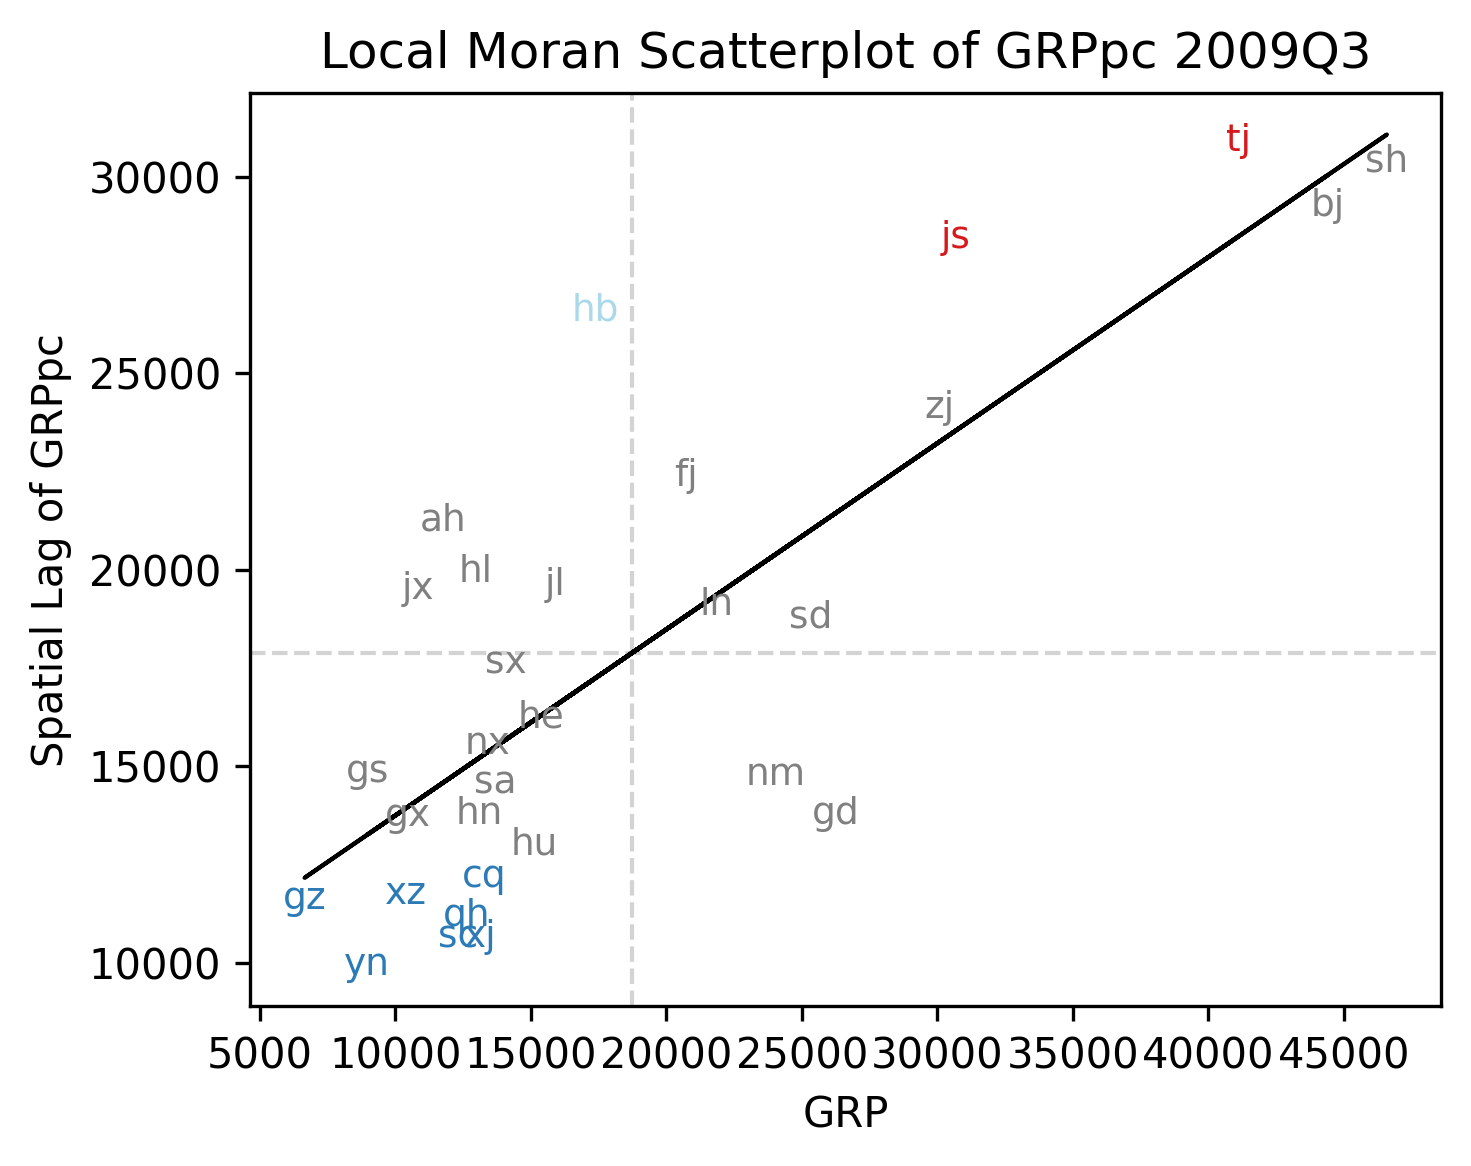 Local Moran Scatterplot of GRPpc 2009Q3
tj
sh
bj
js
hb
zj
fj
ah
hl
jl
jx
ln
sd
sx
he
nx
gs
sa
nm
gx
hn
gd
hu
cq
gz
xz
qh
sc
xj
yn
30000
25000
20000
15000
10000
Spatial Lag of GRPpc
5000 10000 15000 20000 25000 30000 35000 40000 45000
GRP